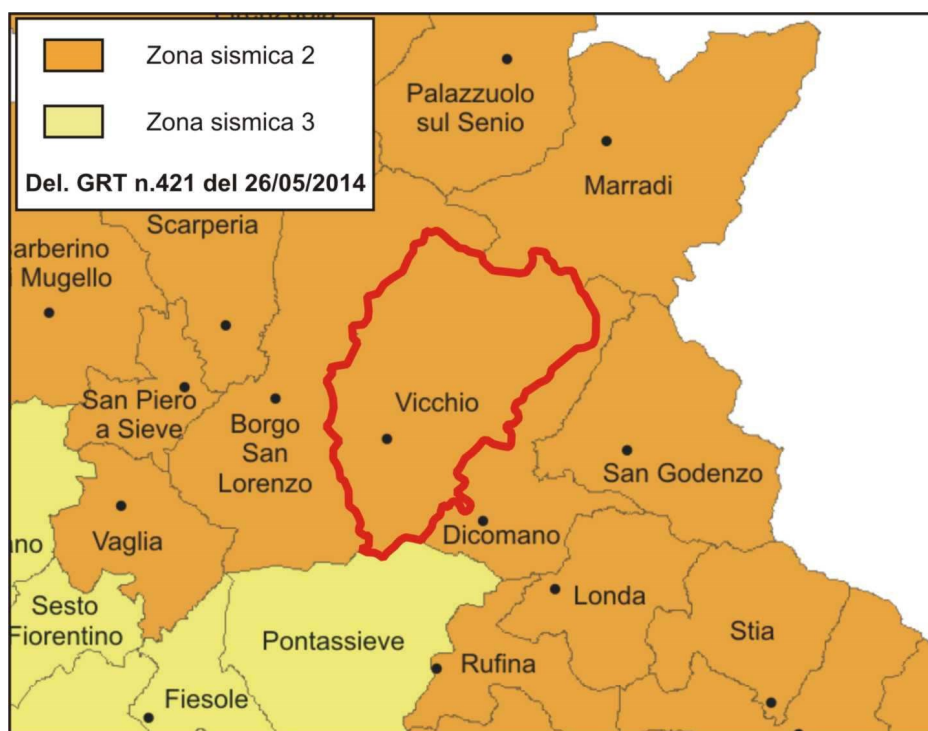 Zona sismica 2
Zona sismica 3
Del. GRT n.421 del 26/05/2014
Palazzuolo
sul Senio
Marradi
Scarperia
Mugello
San Piero
a Sieve
Borgo
San
Lorenzo
Vicchio
San Godenzo
Vaglia
Dicomano
Londa
Stia
Sesto
Fiorentino
Pontassieve
Rufina
Fiesole